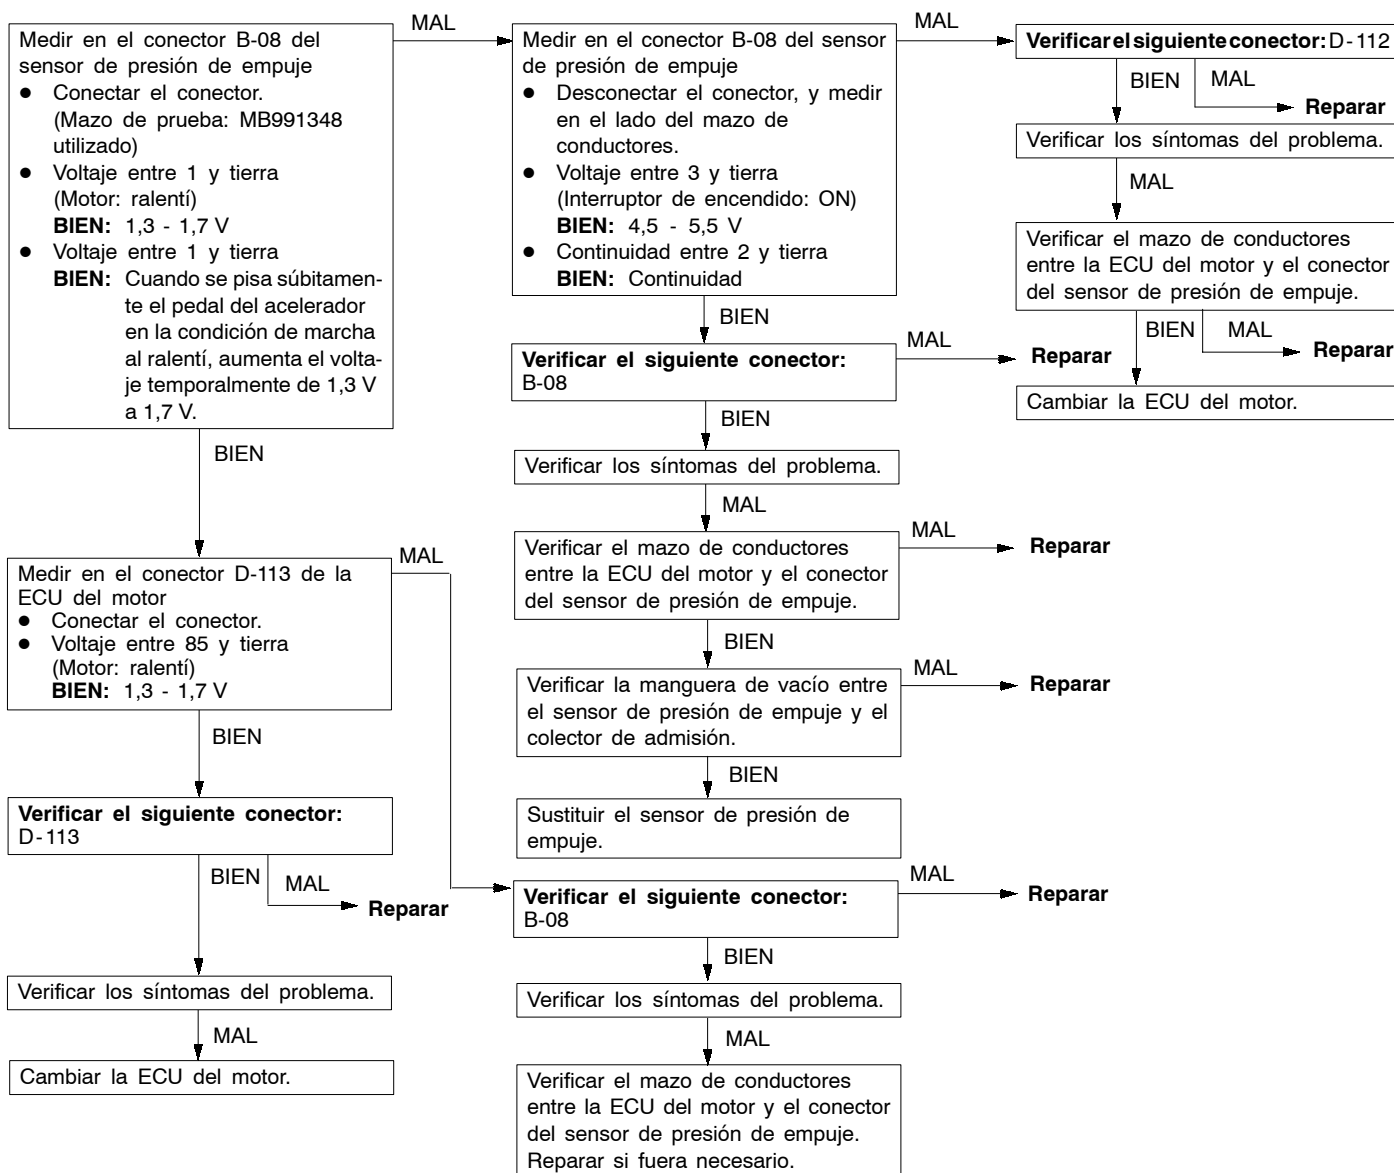 MAL
Medir en el conector B-08 del
sensor de presión de empuje
● Conectar el conector.
(Mazo de prueba: MB991348
utilizado)
● Voltaje entre 1 y tierra
(Motor: ralentí)
BIEN: 1,3 - 1,7 V
● Voltaje entre 1 y tierra
BIEN: Cuando se pisa súbitamen-
te el pedal del acelerador
en la condición de marcha
al ralentí, aumenta el volta-
je temporalmente de 1,3 V
a 1,7 V.
BIEN
Medir en el conector D-113 de la
ECU del motor
● Conectar el conector.
● Voltaje entre 85 y tierra
(Motor: ralentí)
BIEN: 1,3 - 1,7 V
MAL
BIEN
Verificar el siguiente conector:
D-113
BIEN
MAL
Reparar
Verificar los síntomas del problema.
MAL
Cambiar la ECU del motor.
Medir en el conector B-08 del sensor
de presión de empuje
● Desconectar el conector, y medir
en el lado del mazo de
conductores.
● Voltaje entre 3 y tierra
(Interruptor de encendido: ON)
BIEN: 4,5 - 5,5 V
● Continuidad entre 2 y tierra
BIEN: Continuidad
MAL
BIEN
Verificar el siguiente conector:
B-08
MAL
Reparar
BIEN
Verificar los síntomas del problema.
MAL
Verificar el mazo de conductores
entre la ECU del motor y el conector
del sensor de presión de empuje.
MAL
Reparar
BIEN
Verificar la manguera de vacío entre
el sensor de presión de empuje y el
colector de admisión.
MAL
Reparar
BIEN
Sustituir el sensor de presión de
empuje.
Verificar el siguiente conector:
B-08
MAL
Reparar
BIEN
Verificar los síntomas del problema.
MAL
Verificar el mazo de conductores
entre la ECU del motor y el conector
del sensor de presión de empuje.
Reparar si fuera necesario.
Verificar el siguiente conector: D-112
BIEN
MAL
Reparar
Verificar los síntomas del problema.
MAL
Verificar el mazo de conductores
entre la ECU del motor y el conector
del sensor de presión de empuje.
BIEN
MAL
Reparar
Cambiar la ECU del motor.